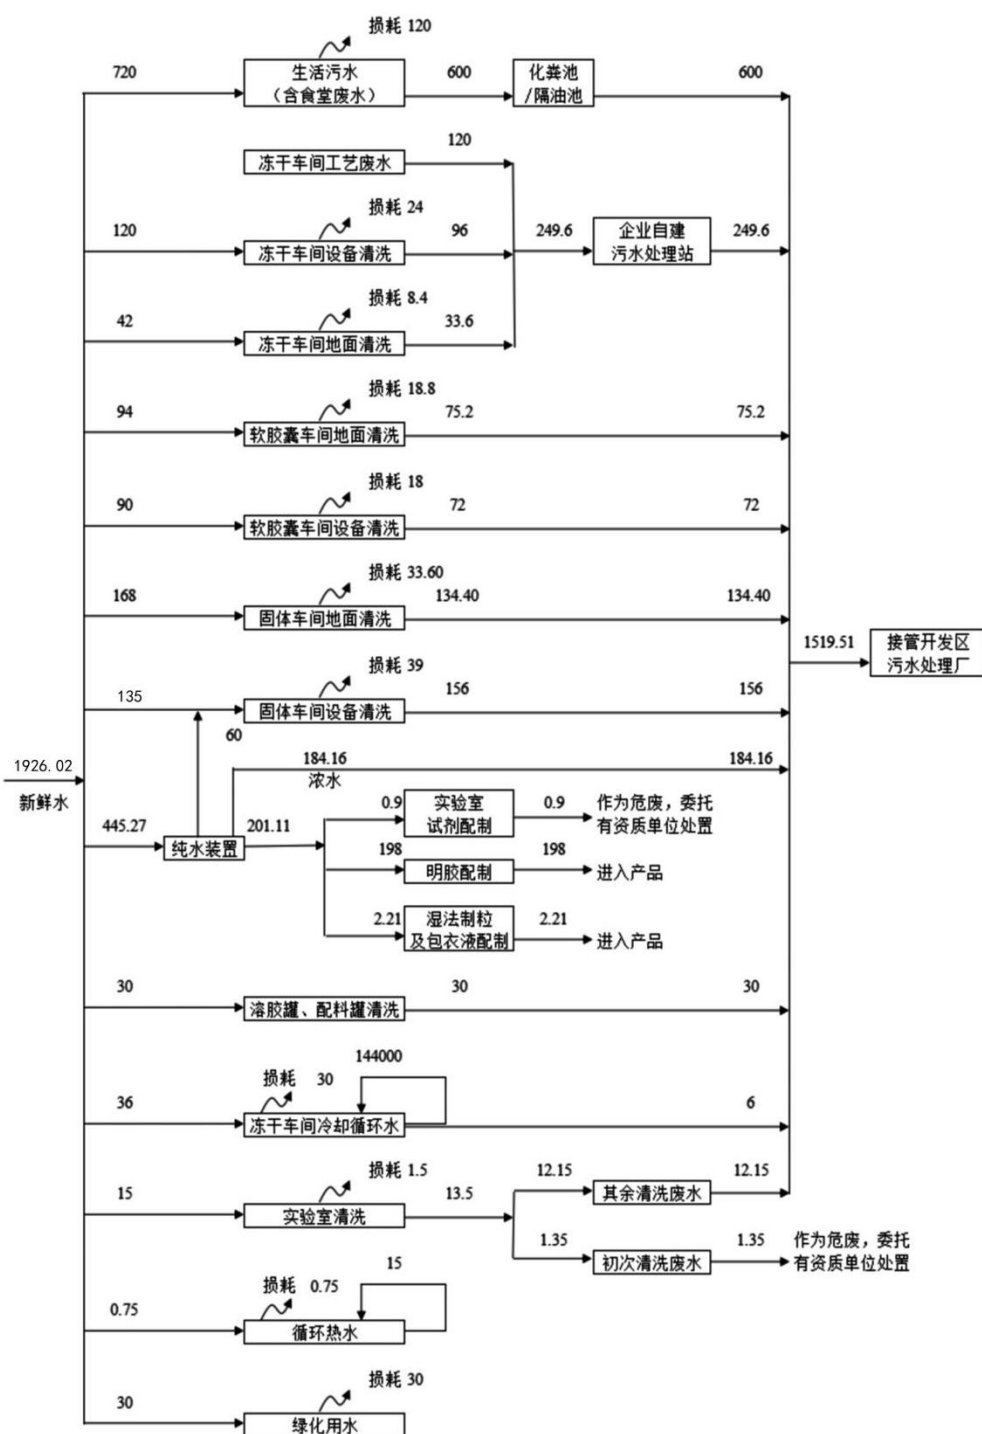 损耗 120
720
生活污水
（含食堂废水）
600
化粪池
/隔油池
600
冻干车间工艺废水
120
损耗 24
120
冻干车间设备清洗
96
249.6
企业自建
污水处理站
249.6
损耗 8.4
42
冻干车间地面清洗
33.6
损耗 18.8
94
软胶囊车间地面清洗
75.2
75.2
损耗 18
90
软胶囊车间设备清洗
72
72
损耗 33.60
168
固体车间地面清洗
134.40
134.40
1519.51
接管开发区
污水处理厂
损耗 39
135
固体车间设备清洗
156
156
60
1926.02
新鲜水
184.16
浓水
184.16
445.27
纯水装置
201.11
0.9
实验室
试剂配制
0.9
作为危废，委托
有资质单位处置
198
明胶配制
198
进入产品
2.21
湿法制粒
及包衣液配制
2.21
进入产品
30
溶胶罐、配料罐清洗
30
30
144000
损耗 30
36
冻干车间冷却循环水
6
损耗 1.5
15
实验室清洗
13.5
12.15
其余清洗废水
12.15
1.35
初次清洗废水
1.35
作为危废，委托
有资质单位处置
15
损耗 0.75
0.75
循环热水
损耗 30
30
绿化用水